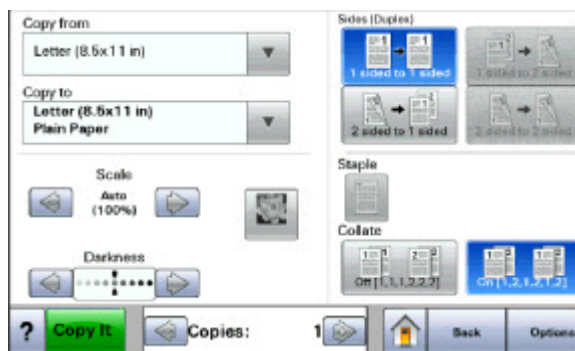 Copy from
Letter (8.5x11 in)
Copy to
Letter (8.5x11 in)
Plain Paper
Scale
Auto
(100%)
Darkness
Sides (Duplex)
1 sided to 1 sided
1 sided to 2 sided
2 sided to 1 sided
2 sided to 2 sided
Staple
Collate
Off [1,1,1,2,2,2]
On [1,2,1,2,1,2]
? Copy It Copies: 1 Back Options